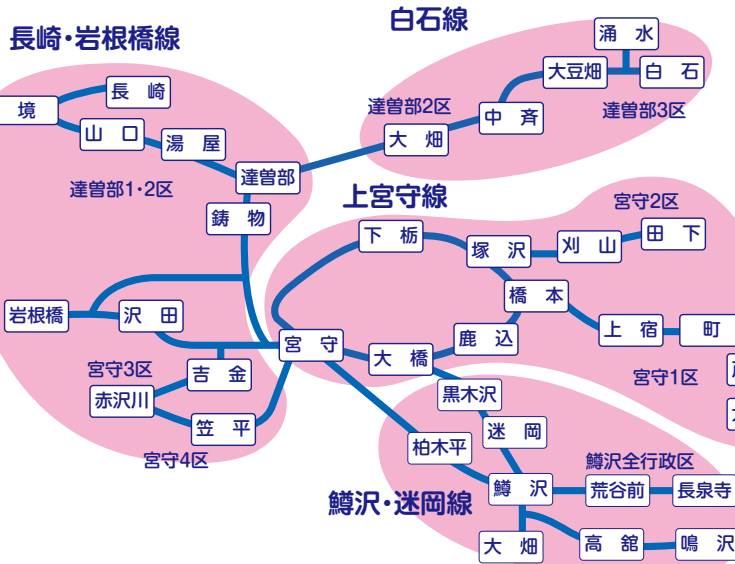 白石線
長崎・岩根橋線
涌水
大豆畑
白石
長崎
境
達曽部2区
中斉
達曽部3区
山口
湯屋
大畑
達曽部
達曽部1・2区
上宮守線
宮守2区
鋳物
下栃
塚沢
刈山
田下
橋本
岩根橋
沢田
上宿
町
宮守
鹿込
大橋
宮守3区
吉金
宮守1区
赤沢川
黒木沢
笠平
迷岡
柏木平
宮守4区
鱒沢全行政区
鱒沢・迷岡線
鱒沢
荒谷前
長泉寺
大畑
高舘
鳴沢